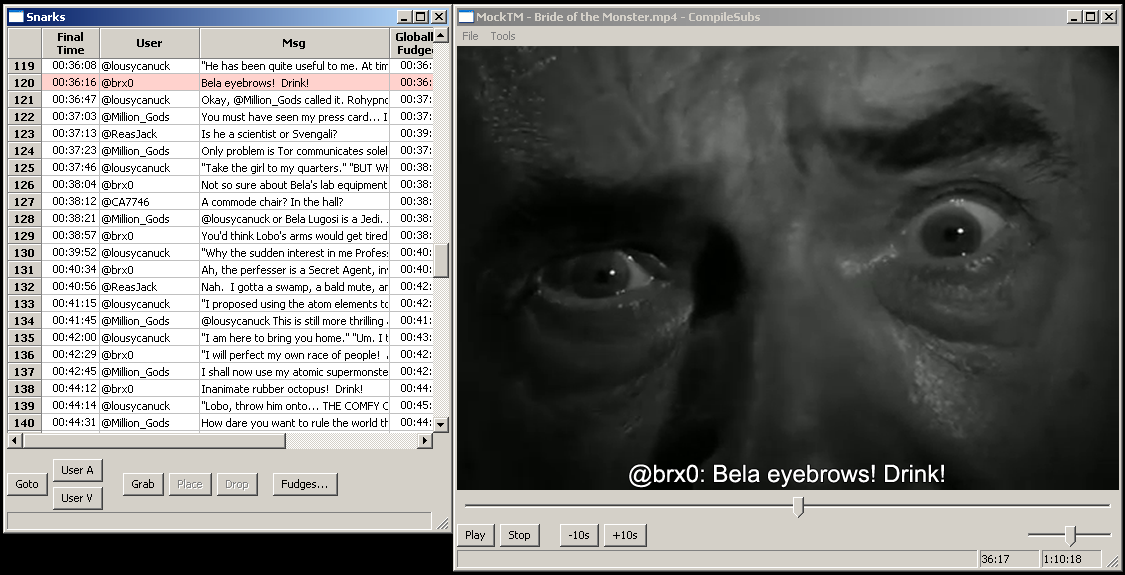 Snarks
Final Time User Msg Globall Fudged
119 00:36:08 @lousycanuck "He has been quite useful to me. At tim 00:36:
120 00:36:16 @brx0 Bela eyebrows!  Drink! 00:36:
121 00:36:47 @lousycanuck Okay, @Million_Gods called it. Rohypno 00:36:
122 00:37:03 @Million_Gods You must have seen my press card... I 00:36:
123 00:37:13 @ReasJack Is he a scientist or Svengali? 00:39:
124 00:37:23 @Million_Gods Only problem is Tor communicates solel 00:37:
125 00:37:46 @lousycanuck "Take the girl to my quarters." "BUT WH 00:37:
126 00:38:04 @brx0 Not so sure about Bela's lab equipment 00:38:
127 00:38:12 @CA7746 A commode chair? In the hall? 00:38:
128 00:38:21 @Million_Gods @lousycanuck or Bela Lugosi is a Jedi. 00:38:
129 00:38:57 @brx0 You'd think Lobo's arms would get tired 00:38:
130 00:39:52 @lousycanuck "Why the sudden interest in me Profes 00:40:
131 00:40:34 @brx0 Ah, the perfesser is a Secret Agent, inv 00:40:
132 00:40:56 @ReasJack Nah.  I gotta a swamp, a bald mute, an 00:42:
133 00:41:15 @lousycanuck "I proposed using the atom elements to 00:42:
134 00:41:45 @Million_Gods @lousycanuck This is still more thrilling 00:41:
135 00:42:00 @lousycanuck "I am here to bring you home." "Um. I t 00:42:
136 00:42:29 @brx0 "I will perfect my own race of people! 00:42:
137 00:42:45 @Million_Gods I shall now use my atomic supermonste 00:42:
138 00:44:12 @brx0 Inanimate rubber octopus!  Drink! 00:44:
139 00:44:14 @lousycanuck "Lobo, throw him onto... THE COMFY C 00:45:
140 00:44:31 @Million_Gods How dare you want to rule the world th 00:44:
Goto User A User V Grab Place Drop Fudges...
MockTM - Bride of the Monster.mp4 - CompileSubs
File Tools
@brx0: Bela eyebrows! Drink!
Play Stop -10s +10s
36:17 1:10:18